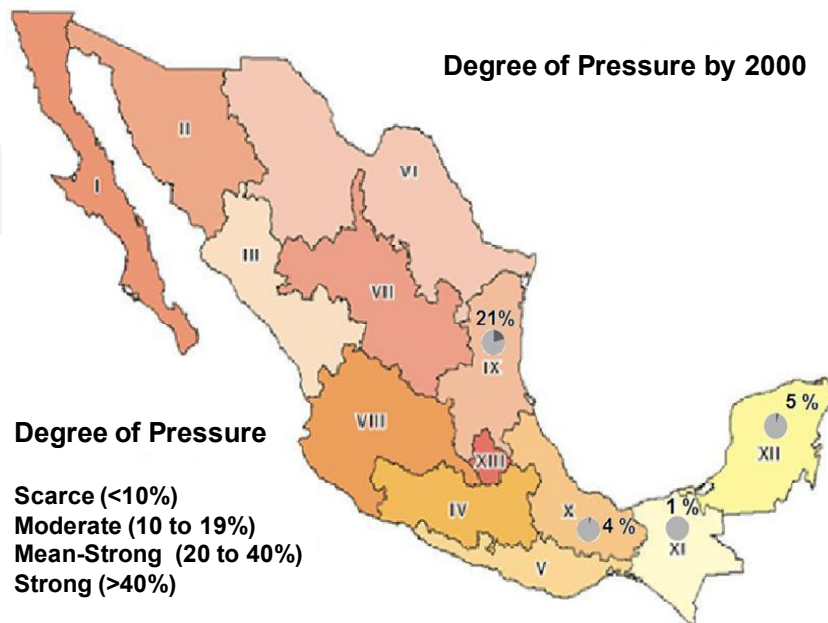 Degree of Pressure by 2000
I
II
III
VI
VII
21%
IX
VIII
XIII
5 %
XII
IV
X
4%
1 %
XI
V
Degree of Pressure
Scarce (<10%)
Moderate (10 to 19%)
Mean-Strong (20 to 40%)
Strong (>40%)